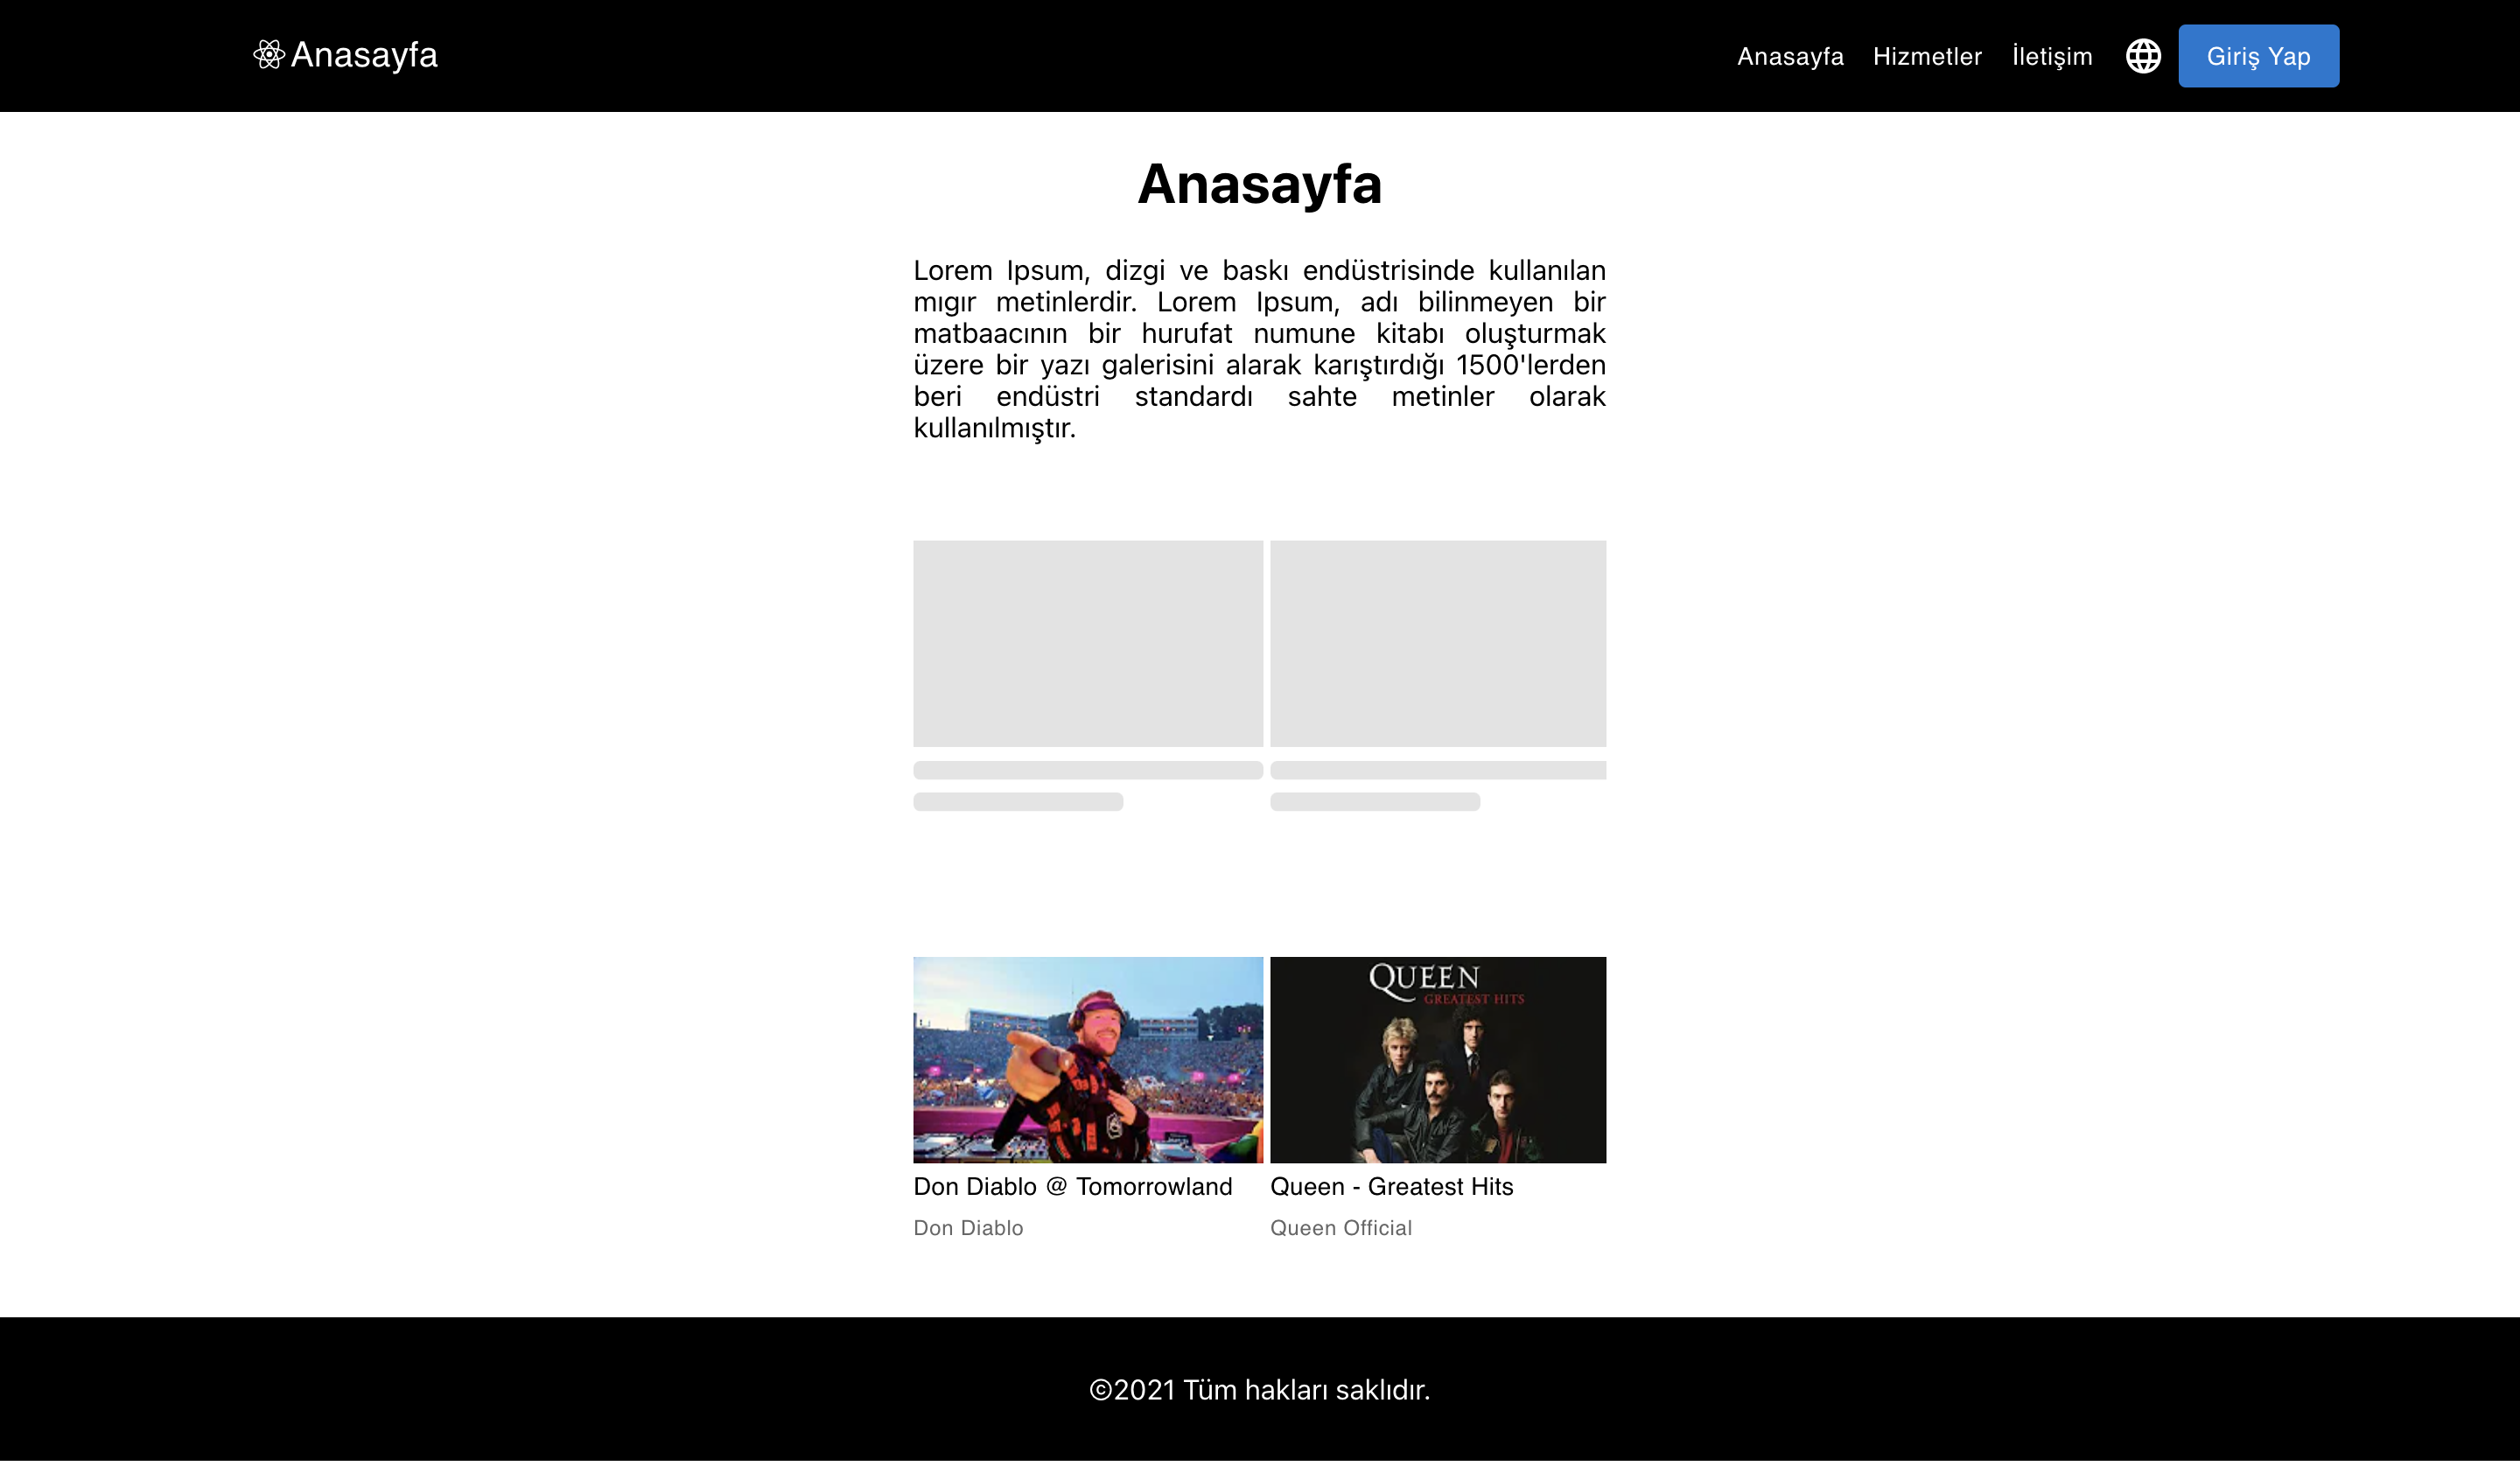 Anasayfa
Anasayfa Hizmetler İletişim Giriş Yap
Anasayfa
Lorem Ipsum, dizgi ve baskı endüstrisinde kullanılan
mıgır metinlerdir. Lorem Ipsum, adı bilinmeyen bir
matbaacının bir hurufat numune kitabı oluşturmak
üzere bir yazı galerisini alarak karıştırdığı 1500'lerden
beri endüstri standardı sahte metinler olarak
kullanılmıştır.
QUEEN
GREATEST HITS
Don Diablo @ Tomorrowland
Don Diablo
Queen - Greatest Hits
Queen Official
©2021 Tüm hakları saklıdır.